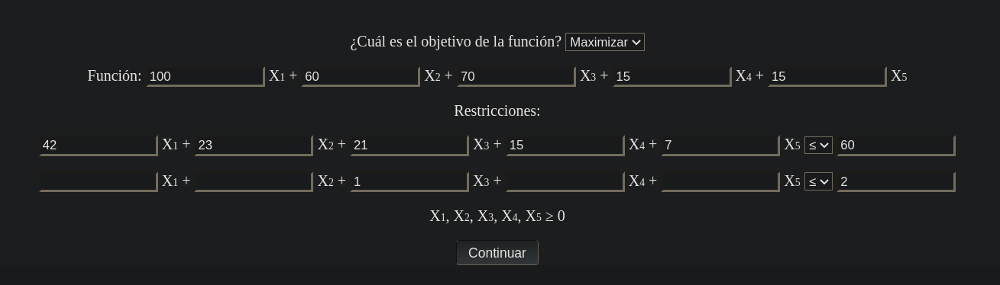 ¿Cuál es el objetivo de la función? Maximizar
Función: 100 X1 + 60 X2 + 70 X3 + 15 X4 + 15 X5
Restricciones:
42 X1 + 23 X2 + 21 X3 + 15 X4 + 7 X5 ≤ 60
X1 + X2 + 1 X3 + X4 + X5 ≤ 2
X1, X2, X3, X4, X5 ≥ 0
Continuar